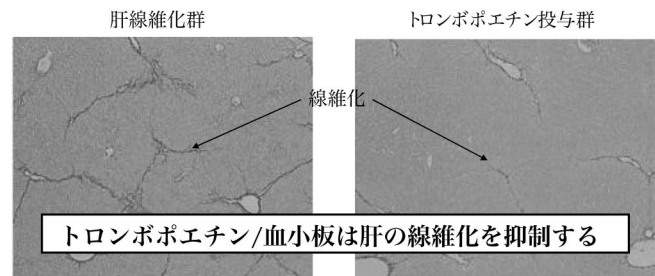 肝線維化群
トロンボポエチン投与群
線維化
トロンボポエチン/血小板は肝の線維化を抑制する